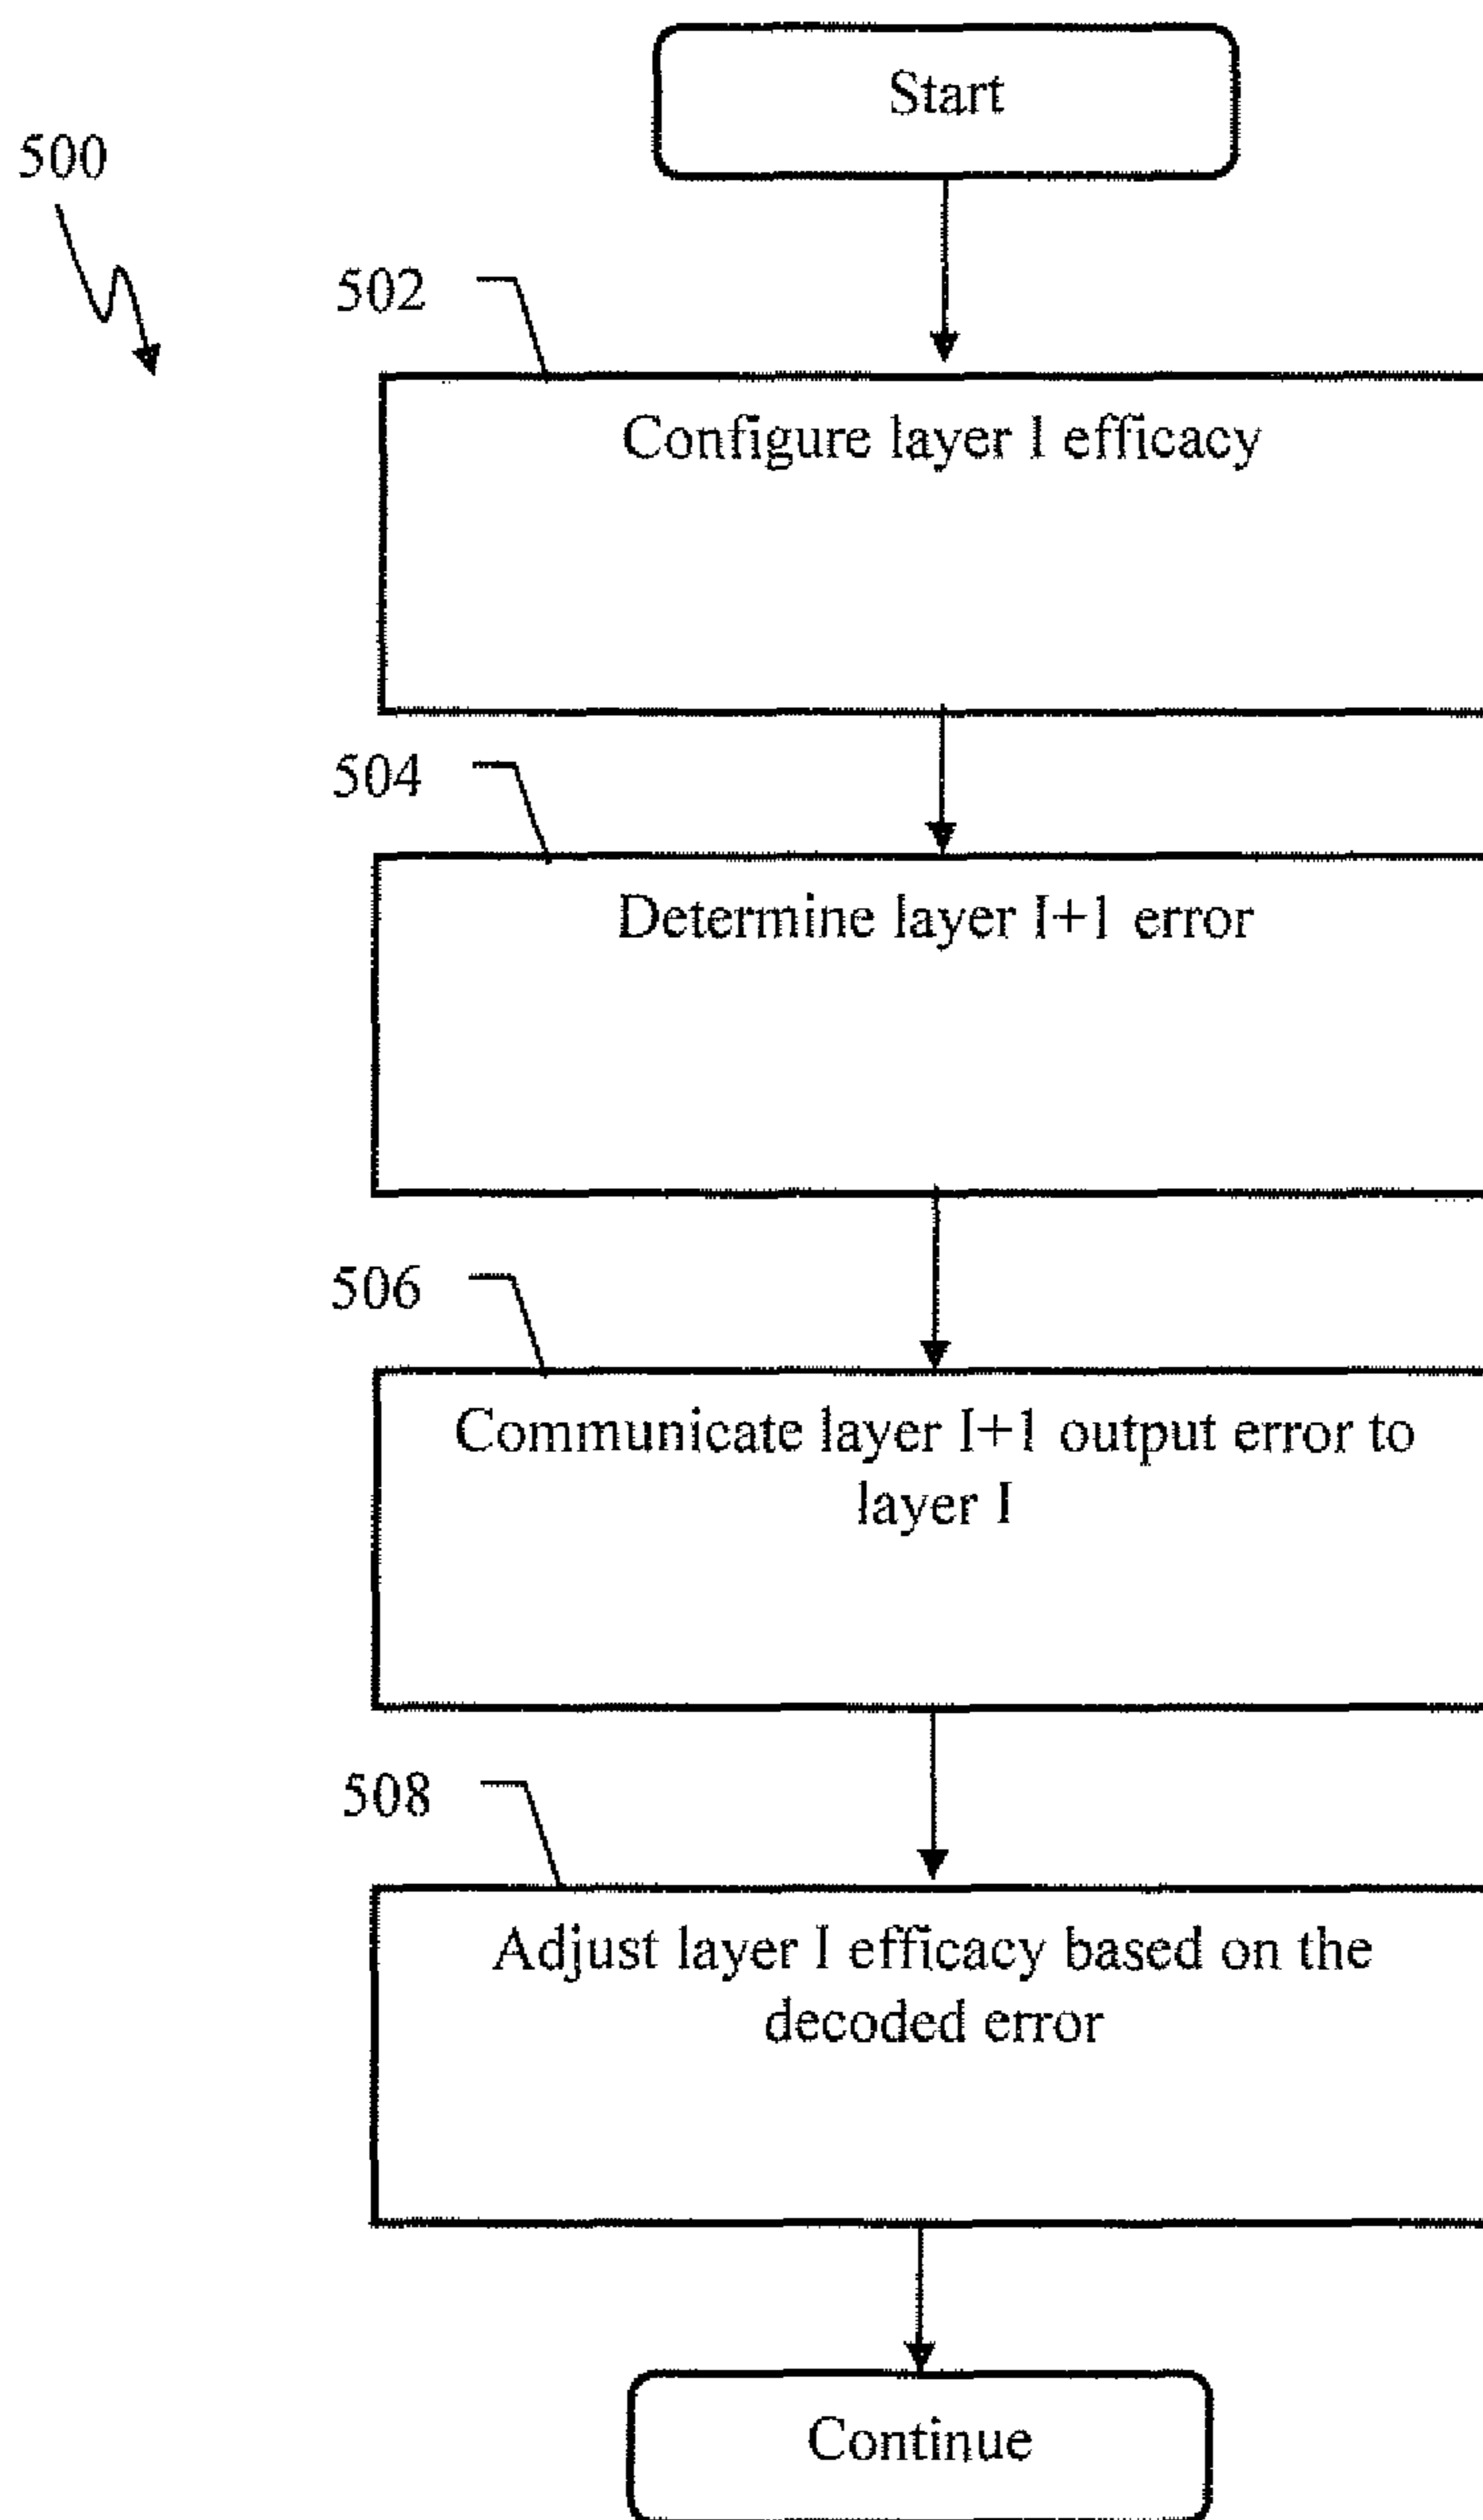 Start
500
502
Configure layer I efficacy
504
Determine layer I+1 error
506
Communicate layer I+1 output error to
layer I
508
Adjust layer I efficacy based on the
decoded error
Continue